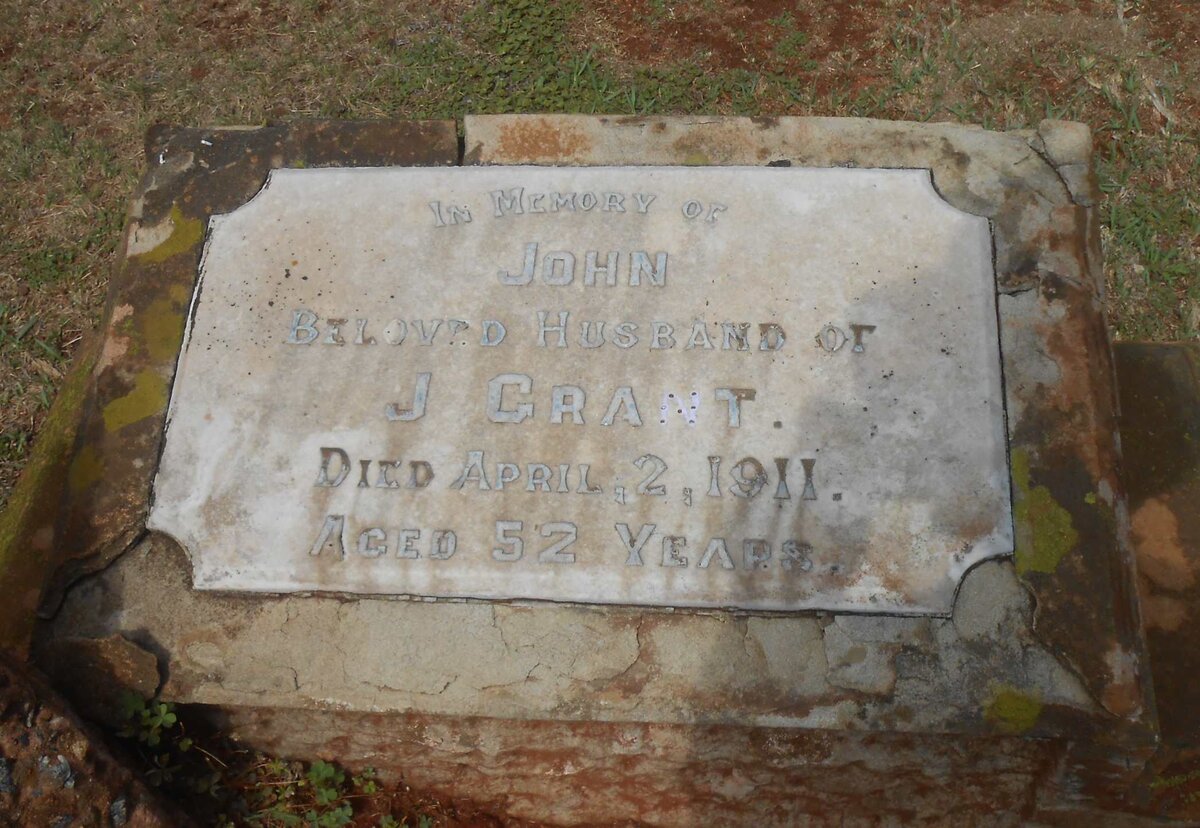 In Memory of
John
Beloved Husband of
J Grant.
Died April, 2, 1911.
Aged 52 Years.